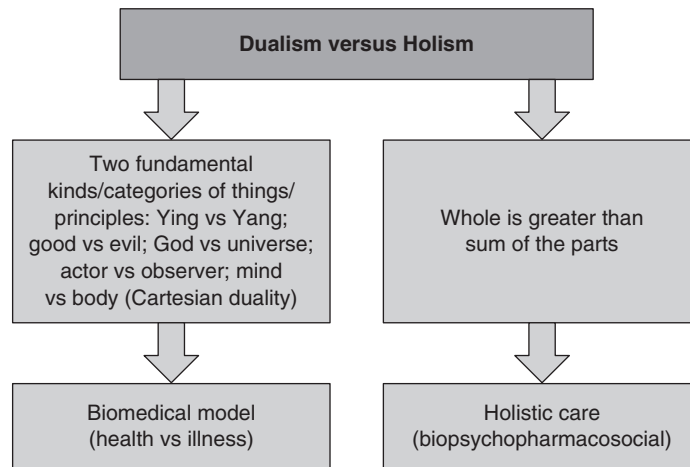 Dualism versus Holism
Two fundamental
kinds/categories of things/
principles: Ying vs Yang;
good vs evil; God vs universe;
actor vs observer; mind
vs body (Cartesian duality)
Whole is greater than
sum of the parts
Biomedical model
(health vs illness)
Holistic care
(biopsychopharmacosocial)